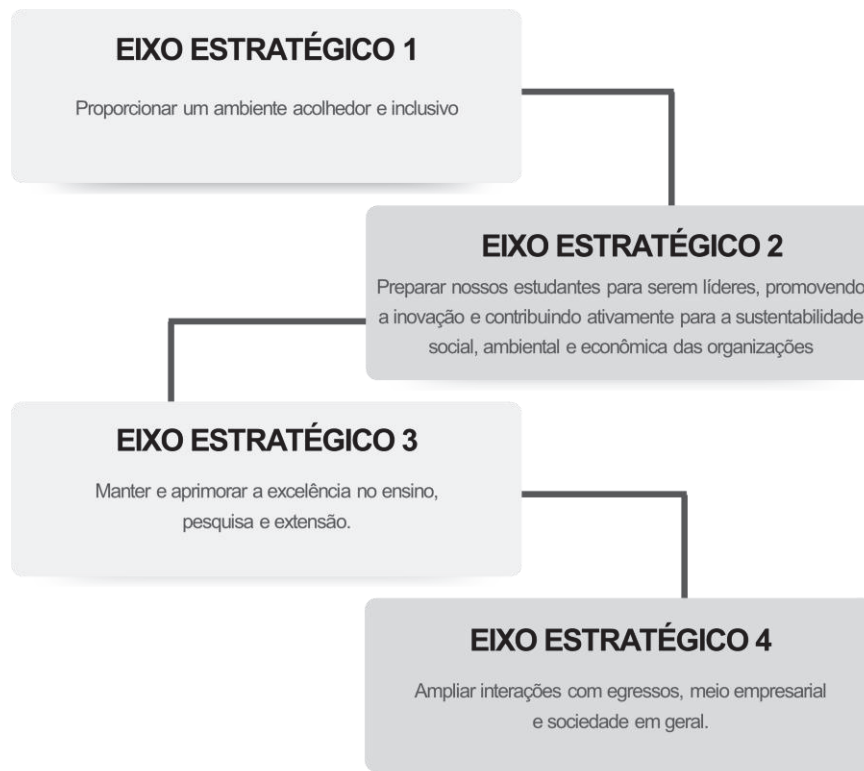 EIXO ESTRATÉGICO 1
Proporcionar um ambiente acolhedor e inclusivo
EIXO ESTRATÉGICO 2
Preparar nossos estudantes para serem líderes, promovendo
a inovação e contribuindo ativamente para a sustentabilidade
social, ambiental e econômica das organizações
EIXO ESTRATÉGICO 3
Manter e aprimorar a excelência no ensino,
pesquisa e extensão.
EIXO ESTRATÉGICO 4
Ampliar interações com egressos, meio empresarial
e sociedade em geral.